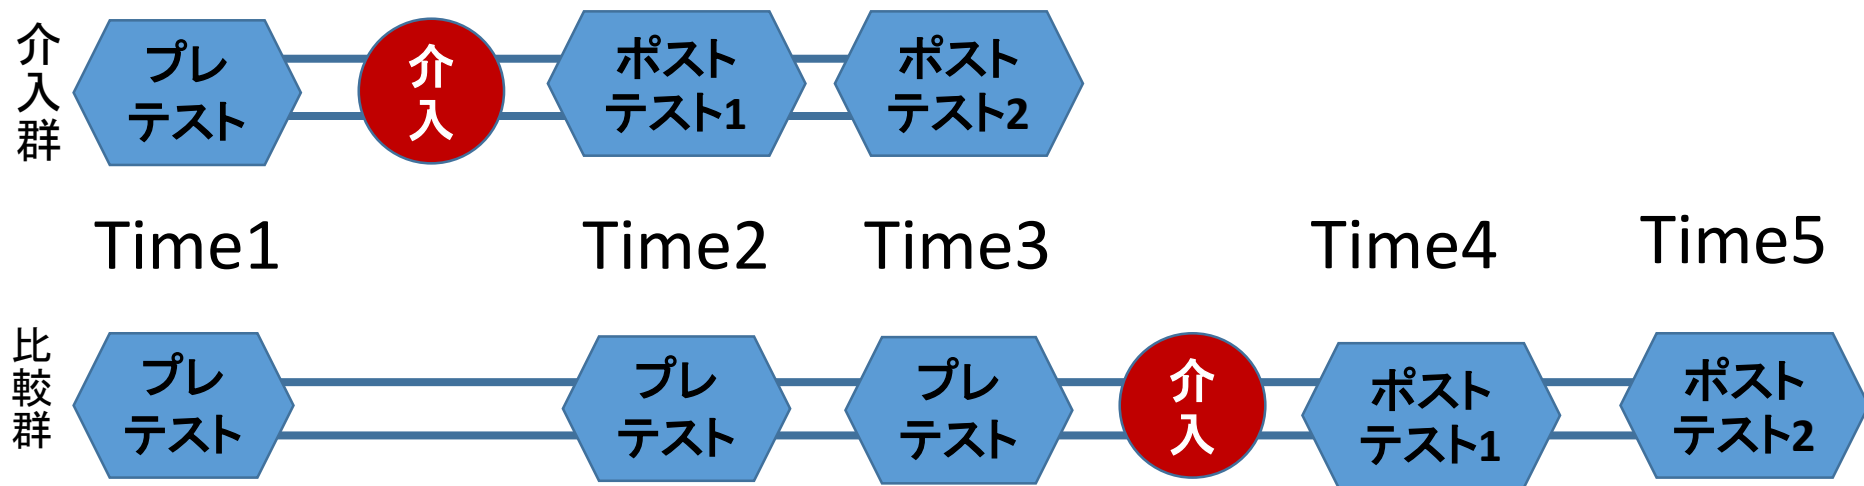 介入群
プレ
テスト
介入
ポスト
テスト1
ポスト
テスト2
Time1
Time2
Time3
Time4
Time5
比較群
プレ
テスト
プレ
テスト
プレ
テスト
介入
ポスト
テスト1
ポスト
テスト2